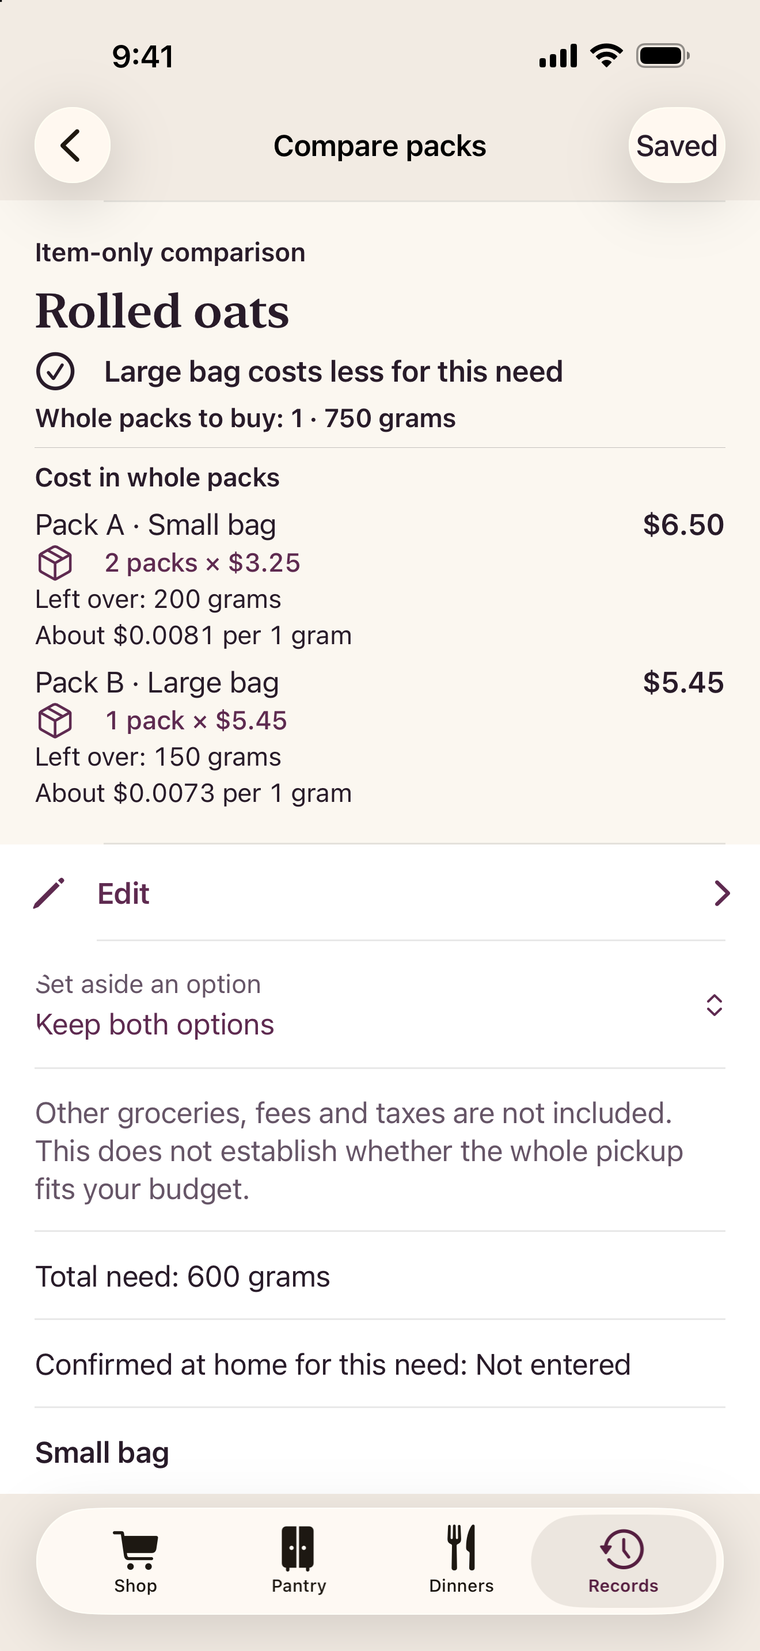 9:41
Compare packs
Saved
Item-only comparison
Rolled oats
Large bag costs less for this need
Whole packs to buy: 1 · 750 grams
Cost in whole packs
Pack A · Small bag $6.50
2 packs × $3.25
Left over: 200 grams
About $0.0081 per 1 gram
Pack B · Large bag $5.45
1 pack × $5.45
Left over: 150 grams
About $0.0073 per 1 gram
Edit
Set aside an option
Keep both options
Other groceries, fees and taxes are not included.
This does not establish whether the whole pickup
fits your budget.
Total need: 600 grams
Confirmed at home for this need: Not entered
Small bag
Shop
Pantry
Dinners
Records